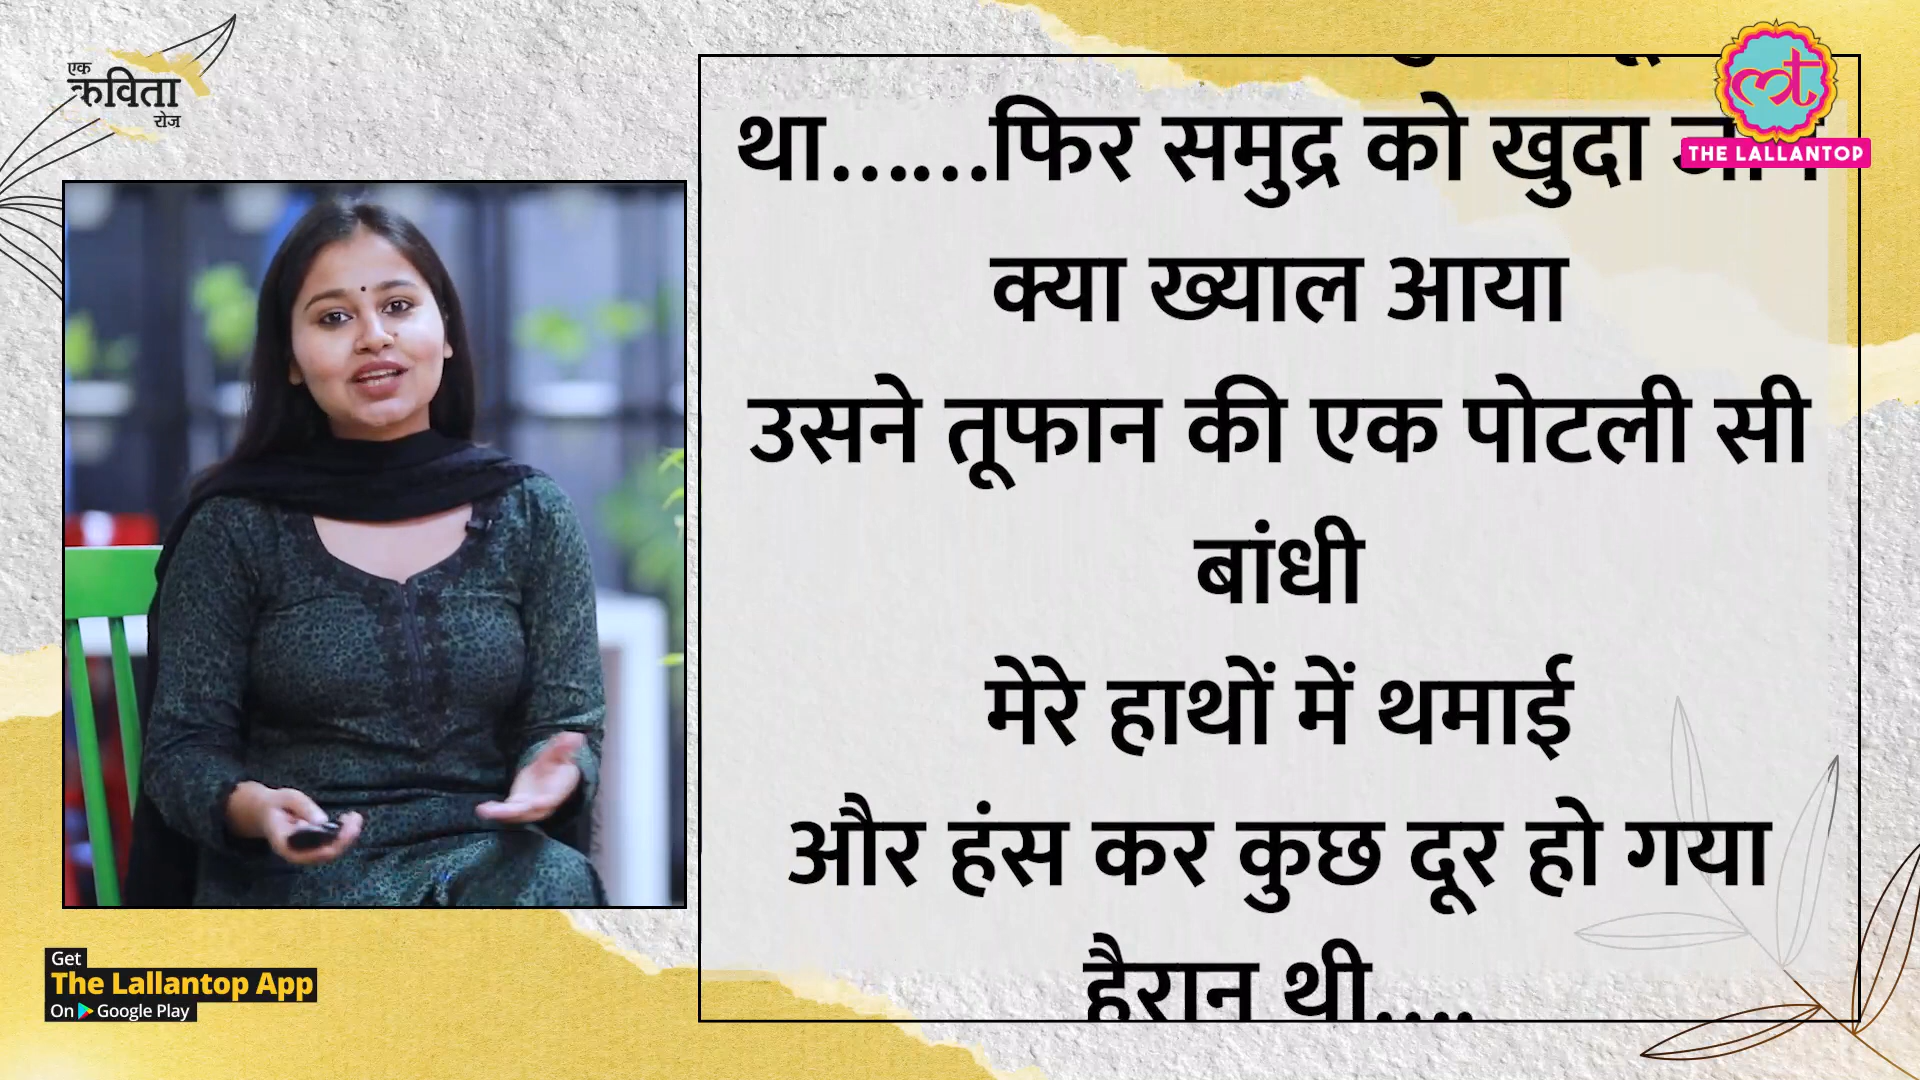 एक
कविता
रोज
THE LALLANTOP
था......फिर समुद्र को खुदा
क्या ख्याल आया
उसने तूफान की एक पोटली सी
बांधी
मेरे हाथों में थमाई
और हंस कर कुछ दूर हो गया
हैरान थी....
Get
The Lallantop App
On Google Play